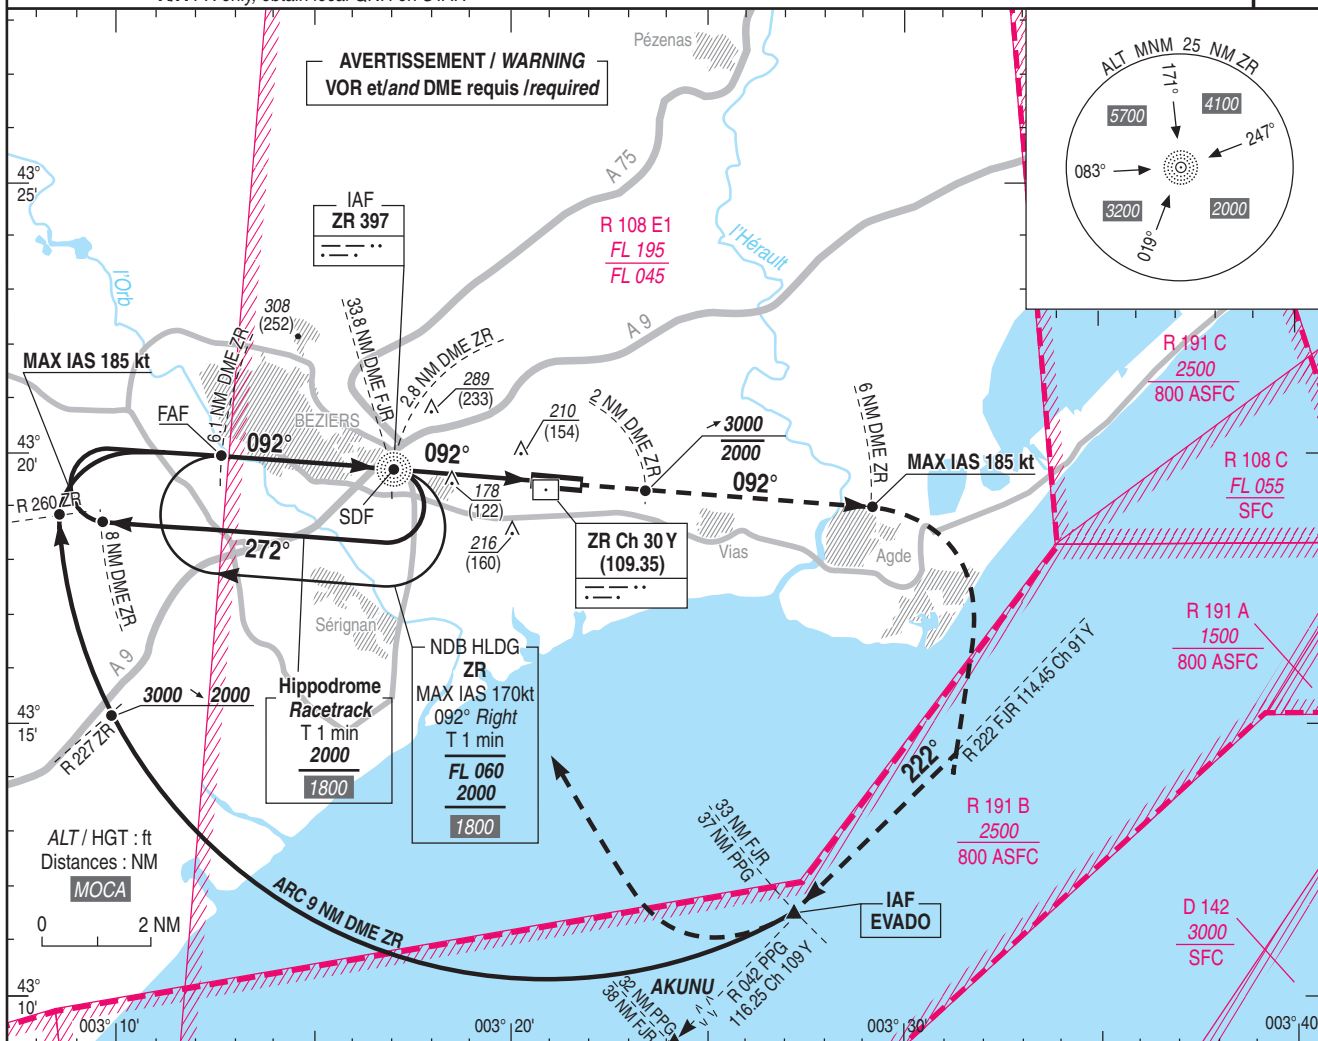 AVERTISSEMENT / WARNING
VOR et/and DME requis /required
Pézenas
ALT MNM 25 NM ZR
171°
5700
4100
247°
083°
3200
2000
019°
43°
25'
A 75
IAF
ZR 397
R 108 E1
FL 195
FL 045
l'Hérault
l'Orb
308
(252)
33.8 NM DME FJR
2.8 NM DME ZR
A 9
R 191 C
2500
800 ASFC
MAX IAS 185 kt
6.1 NM DME ZR
289
(233)
FAF
BEZIERS
210
(154)
2 NM DME ZR
6 NM DME ZR
3000
2000
43°
20'
092°
092°
092°
MAX IAS 185 kt
R 108 C
FL 055
SFC
R 260 ZR
178
(122)
SDF
216
(160)
272°
8 NM DME ZR
ZR Ch 30 Y
(109.35)
Vias
Agde
Sérignan
R 191 A
1500
800 ASFC
NDB HLDG
ZR
MAX IAS 170kt
092° Right
T 1 min
FL 060
2000
1800
A 9
Hippodrome
Racetrack
T 1 min
2000
1800
3000 2000
43°
15'
R 227 ZR
R 222 FJR 114.45 Ch 91 Y
222°
R 191 B
2500
800 ASFC
33 NM FJR
37 NM PPG
ALT / HGT : ft
Distances : NM
MOCA
0 2 NM
ARC 9 NM DME ZR
IAF
EVADO
D 142
3000
SFC
AKUNU
R 042 PPG
116.25 Ch 109 Y
32 NM PPG
38 NM FJR
43°
10'
003° 10'
003° 20'
003° 30'
003° 40